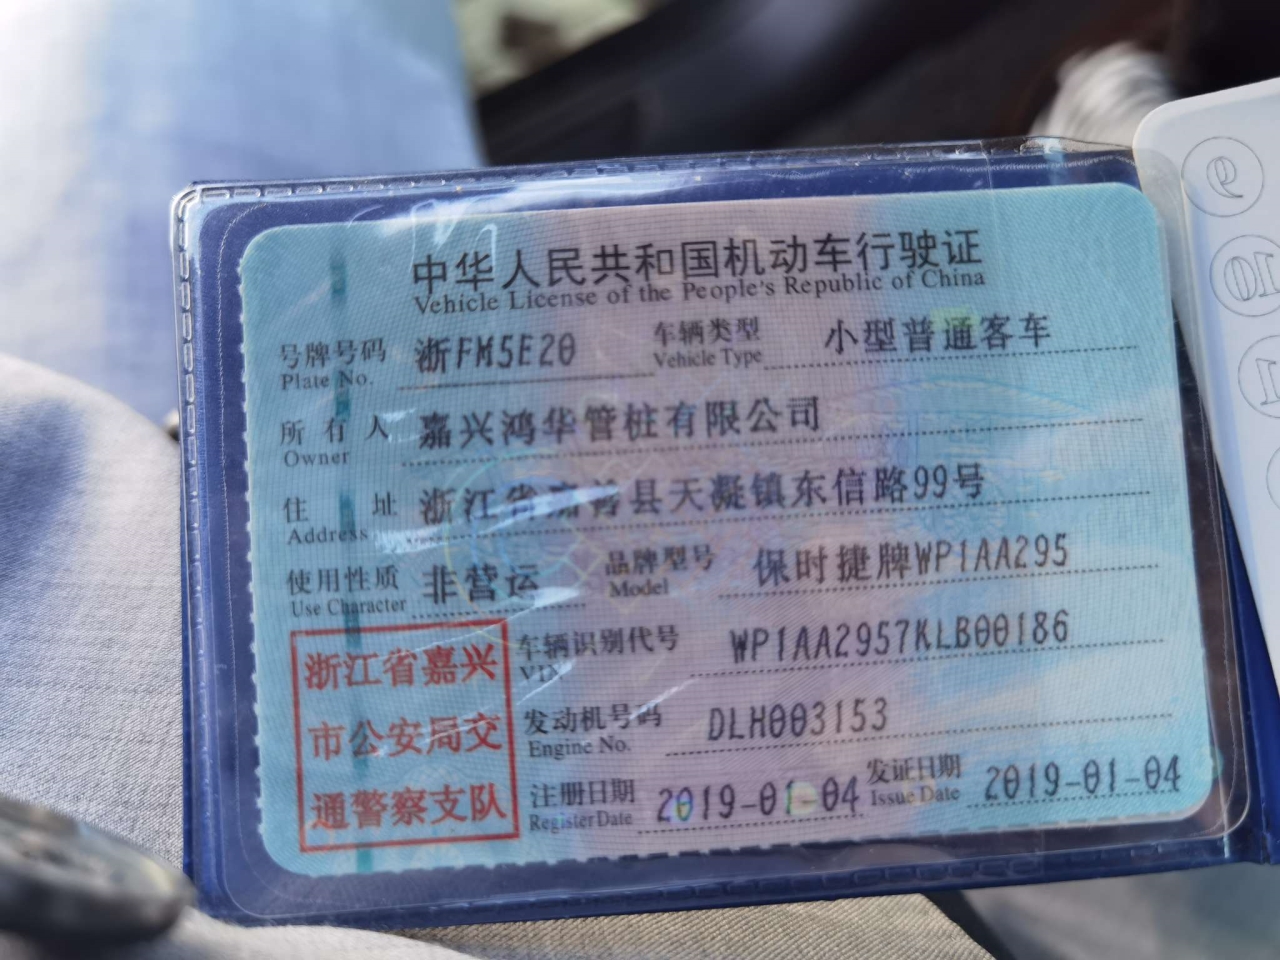 中华人民共和国机动车行驶证
Vehicle License of the People's Republic of China
号牌号码 浙FM5E20 车辆类型 小型普通客车
Plate No. Vehicle Type
所有人 嘉兴鸿华管桩有限公司
Owner
住址 浙江省嘉善县天凝镇东信路99号
Address
使用性质 非营运 品牌型号 保时捷牌WP1AA295
Use Character Model
车辆识别代号 WP1AA2957KLB00186
VIN
发动机号码 DLH003153
Engine No.
注册日期 2019-01-04 发证日期 2019-01-04
Register Date Issue Date
浙江省嘉兴
市公安局交
通警察支队
9
10